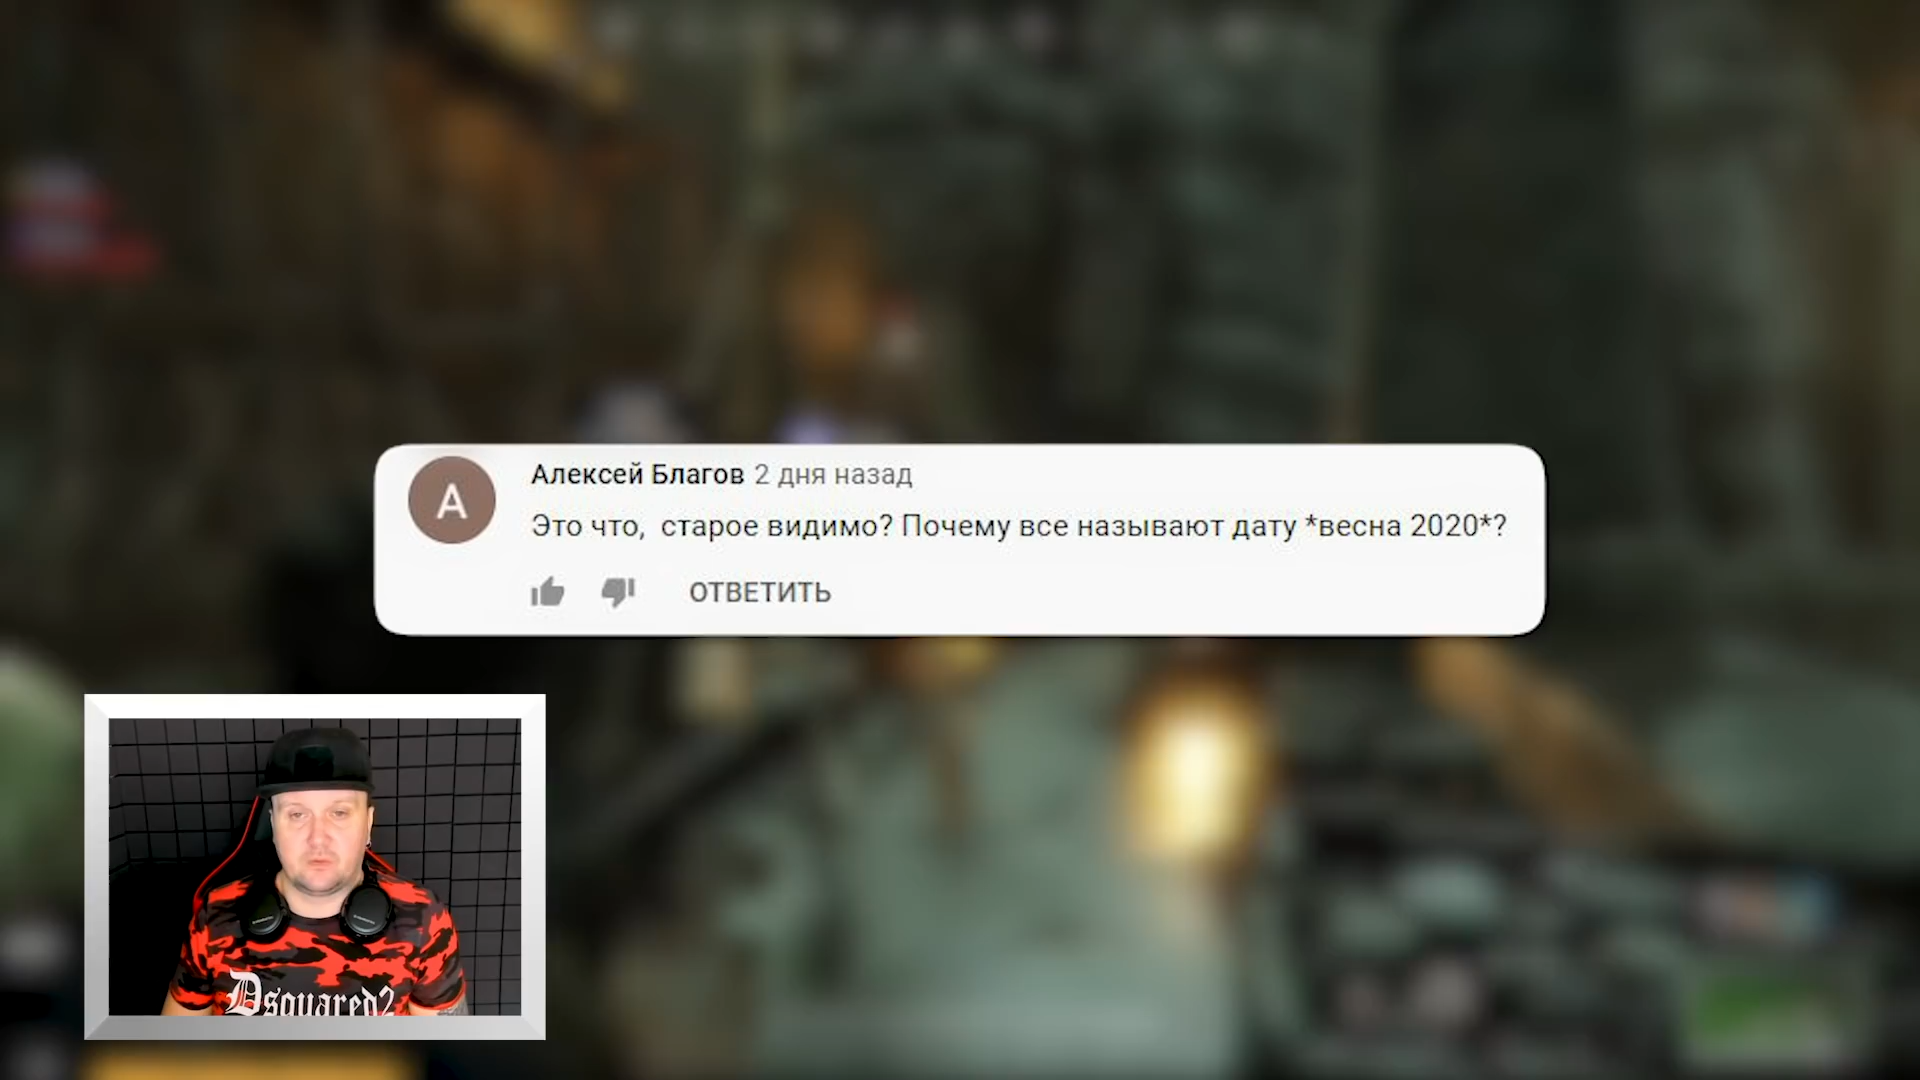 Алексей Благов 2 дня назад
Это что,  старое видимо? Почему все называют дату *весна 2020*?
ОТВЕТИТЬ
A
Dsquared2